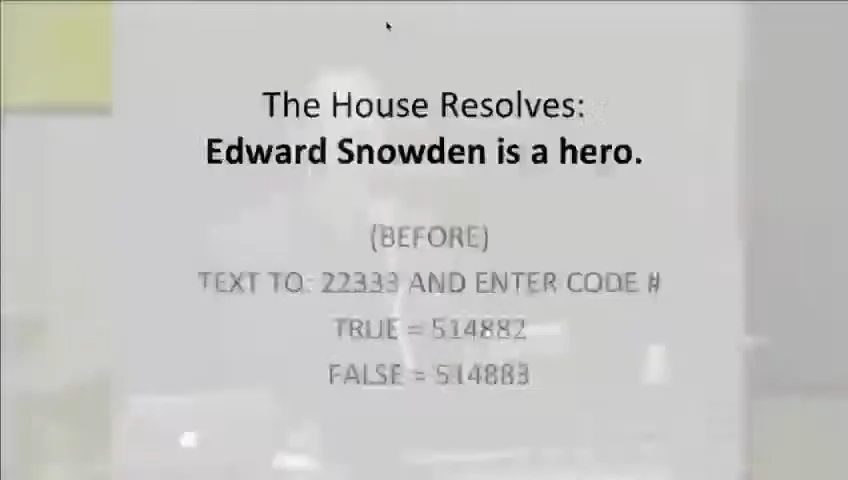 The House Resolves:
Edward Snowden is a hero.
(BEFORE)
TEXT TO: 22333 AND ENTER CODE #
TRUE = 514882
FALSE = 514883